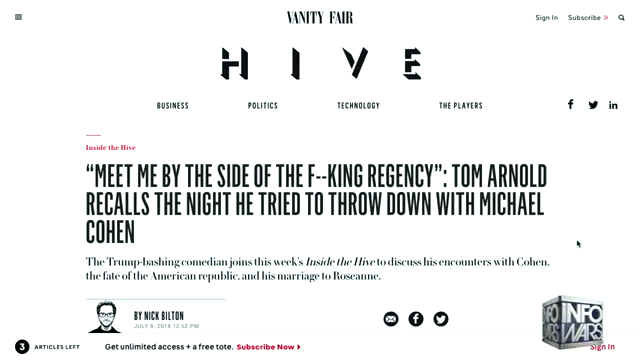 VANITY FAIR
Sign In Subscribe »
HIVE
BUSINESS POLITICS TECHNOLOGY THE PLAYERS
Inside the Hive
“MEET ME BY THE SIDE OF THE F--KING REGENCY”: TOM ARNOLD
RECALLS THE NIGHT HE TRIED TO THROW DOWN WITH MICHAEL
COHEN
The Trump-bashing comedian joins this week's Inside the Hive to discuss his encounters with Cohen,
the fate of the American republic, and his marriage to Roseanne.
BY NICK BILTON
JULY 6, 2018 12:52 PM
3 ARTICLES LEFT
Get unlimited access + a free tote. Subscribe Now
Sign In
INFO
WARS
INFO
WARS